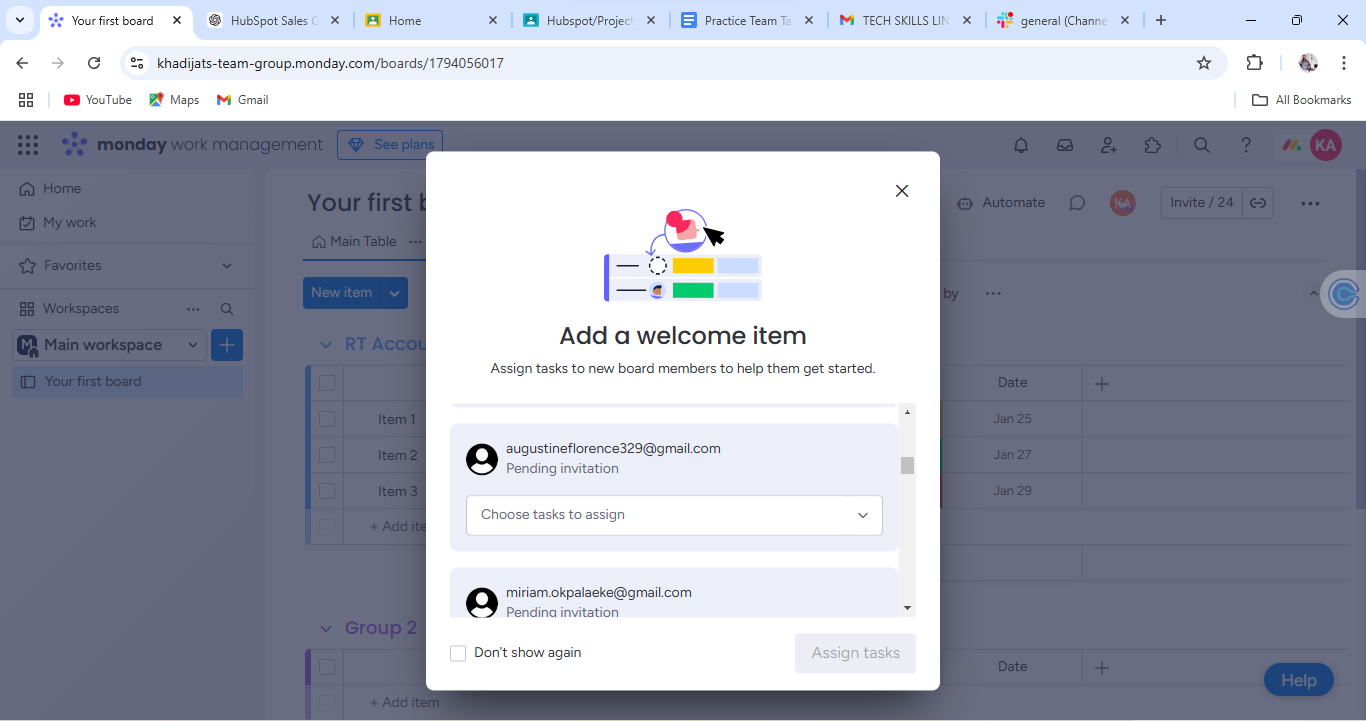 Your first board
HubSpot Sales C
Home
Hubspot/Project
Practice Team Ta
TECH SKILLS LIN
general (Channe
khadijats-team-group.monday.com/boards/1794056017
YouTube
Maps
Gmail
All Bookmarks
monday work management
See plans
KA
Home
My work
Favorites
Workspaces
M
Main workspace
Your first board
Your first b
Automate
KA
Invite / 24
Main Table
New item
by
RT Accou
Date
Item 1
Jan 25
Item 2
Jan 27
Item 3
Jan 29
+ Add ite
Group 2
Date
+ Add item
Add a welcome item
Assign tasks to new board members to help them get started.
augustineflorence329@gmail.com
Pending invitation
Choose tasks to assign
miriam.okpalaeke@gmail.com
Pending invitation
Don't show again
Assign tasks
Help